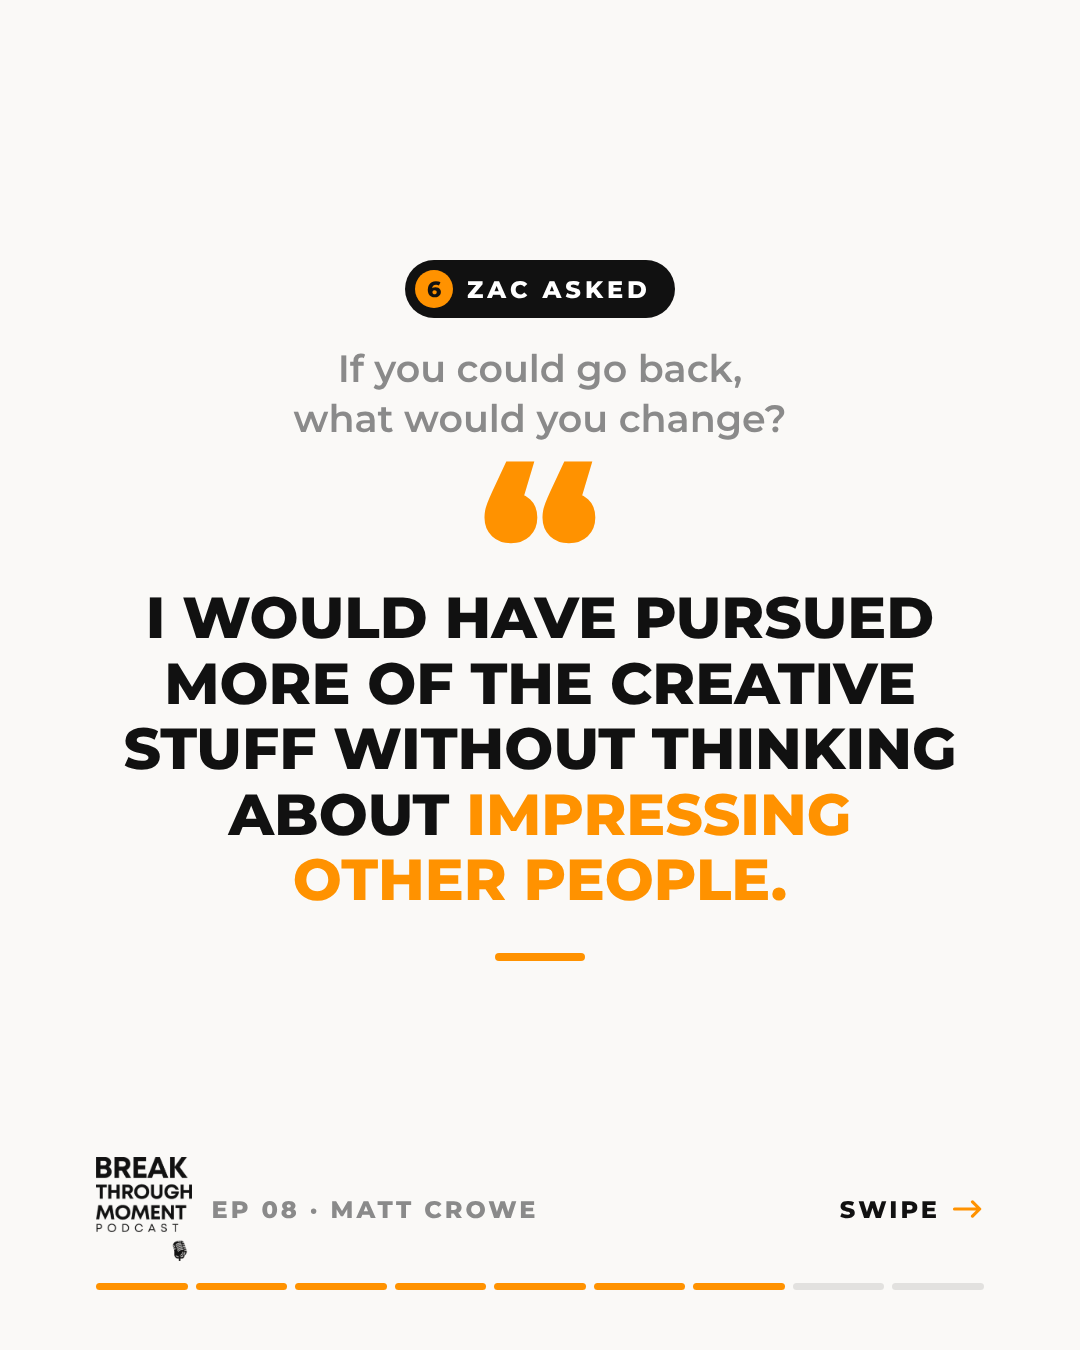 6 ZAC ASKED
If you could go back,
what would you change?
“
I WOULD HAVE PURSUED
MORE OF THE CREATIVE
STUFF WITHOUT THINKING
ABOUT IMPRESSING
OTHER PEOPLE.
BREAK
THROUGH
MOMENT
PODCAST
EP 08 · MATT CROWE
SWIPE →